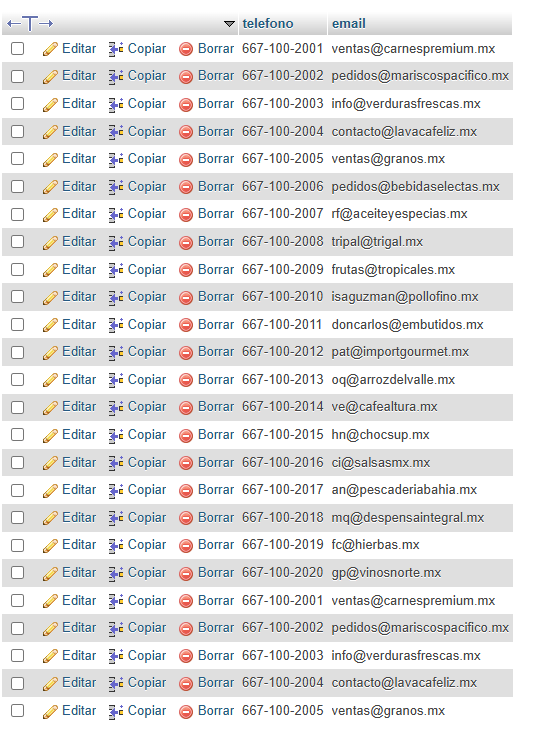 telefono email
Editar Copiar Borrar 667-100-2001 ventas@carnespremium.mx
Editar Copiar Borrar 667-100-2002 pedidos@mariscospacifico.mx
Editar Copiar Borrar 667-100-2003 info@verdurasfrescas.mx
Editar Copiar Borrar 667-100-2004 contacto@lavacafeliz.mx
Editar Copiar Borrar 667-100-2005 ventas@granos.mx
Editar Copiar Borrar 667-100-2006 pedidos@bebidaselectas.mx
Editar Copiar Borrar 667-100-2007 rf@aceiteyespecias.mx
Editar Copiar Borrar 667-100-2008 tripal@trigal.mx
Editar Copiar Borrar 667-100-2009 frutas@tropicales.mx
Editar Copiar Borrar 667-100-2010 isaguzman@pollofino.mx
Editar Copiar Borrar 667-100-2011 doncarlos@embutidos.mx
Editar Copiar Borrar 667-100-2012 pat@importgourmet.mx
Editar Copiar Borrar 667-100-2013 oq@arrozdelvalle.mx
Editar Copiar Borrar 667-100-2014 ve@cafealtura.mx
Editar Copiar Borrar 667-100-2015 hn@chocsup.mx
Editar Copiar Borrar 667-100-2016 ci@salsasmx.mx
Editar Copiar Borrar 667-100-2017 an@pescaderiabahia.mx
Editar Copiar Borrar 667-100-2018 mq@despensaintegral.mx
Editar Copiar Borrar 667-100-2019 fc@hierbas.mx
Editar Copiar Borrar 667-100-2020 gp@vinosnorte.mx
Editar Copiar Borrar 667-100-2001 ventas@carnespremium.mx
Editar Copiar Borrar 667-100-2002 pedidos@mariscospacifico.mx
Editar Copiar Borrar 667-100-2003 info@verdurasfrescas.mx
Editar Copiar Borrar 667-100-2004 contacto@lavacafeliz.mx
Editar Copiar Borrar 667-100-2005 ventas@granos.mx